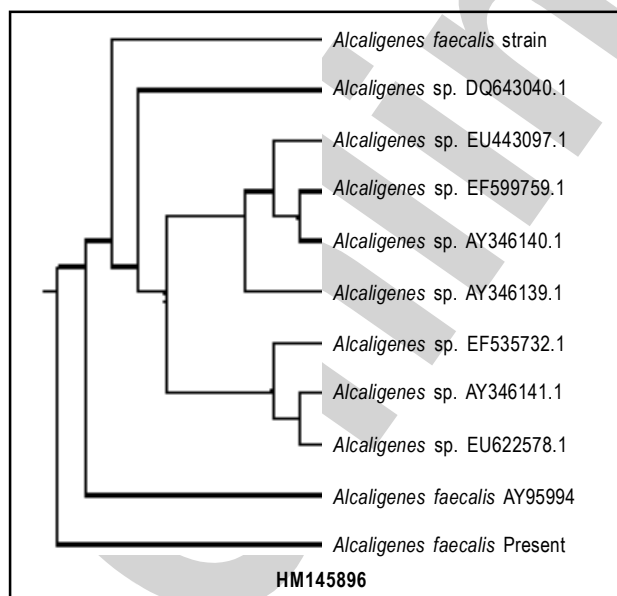 Alcaligenes faecalis strain
Alcaligenes sp. DQ643040.1
Alcaligenes sp. EU443097.1
Alcaligenes sp. EF599759.1
Alcaligenes sp. AY346140.1
Alcaligenes sp. AY346139.1
Alcaligenes sp. EF535732.1
Alcaligenes sp. AY346141.1
Alcaligenes sp. EU622578.1
Alcaligenes faecalis AY95994
Alcaligenes faecalis Present
HM145896